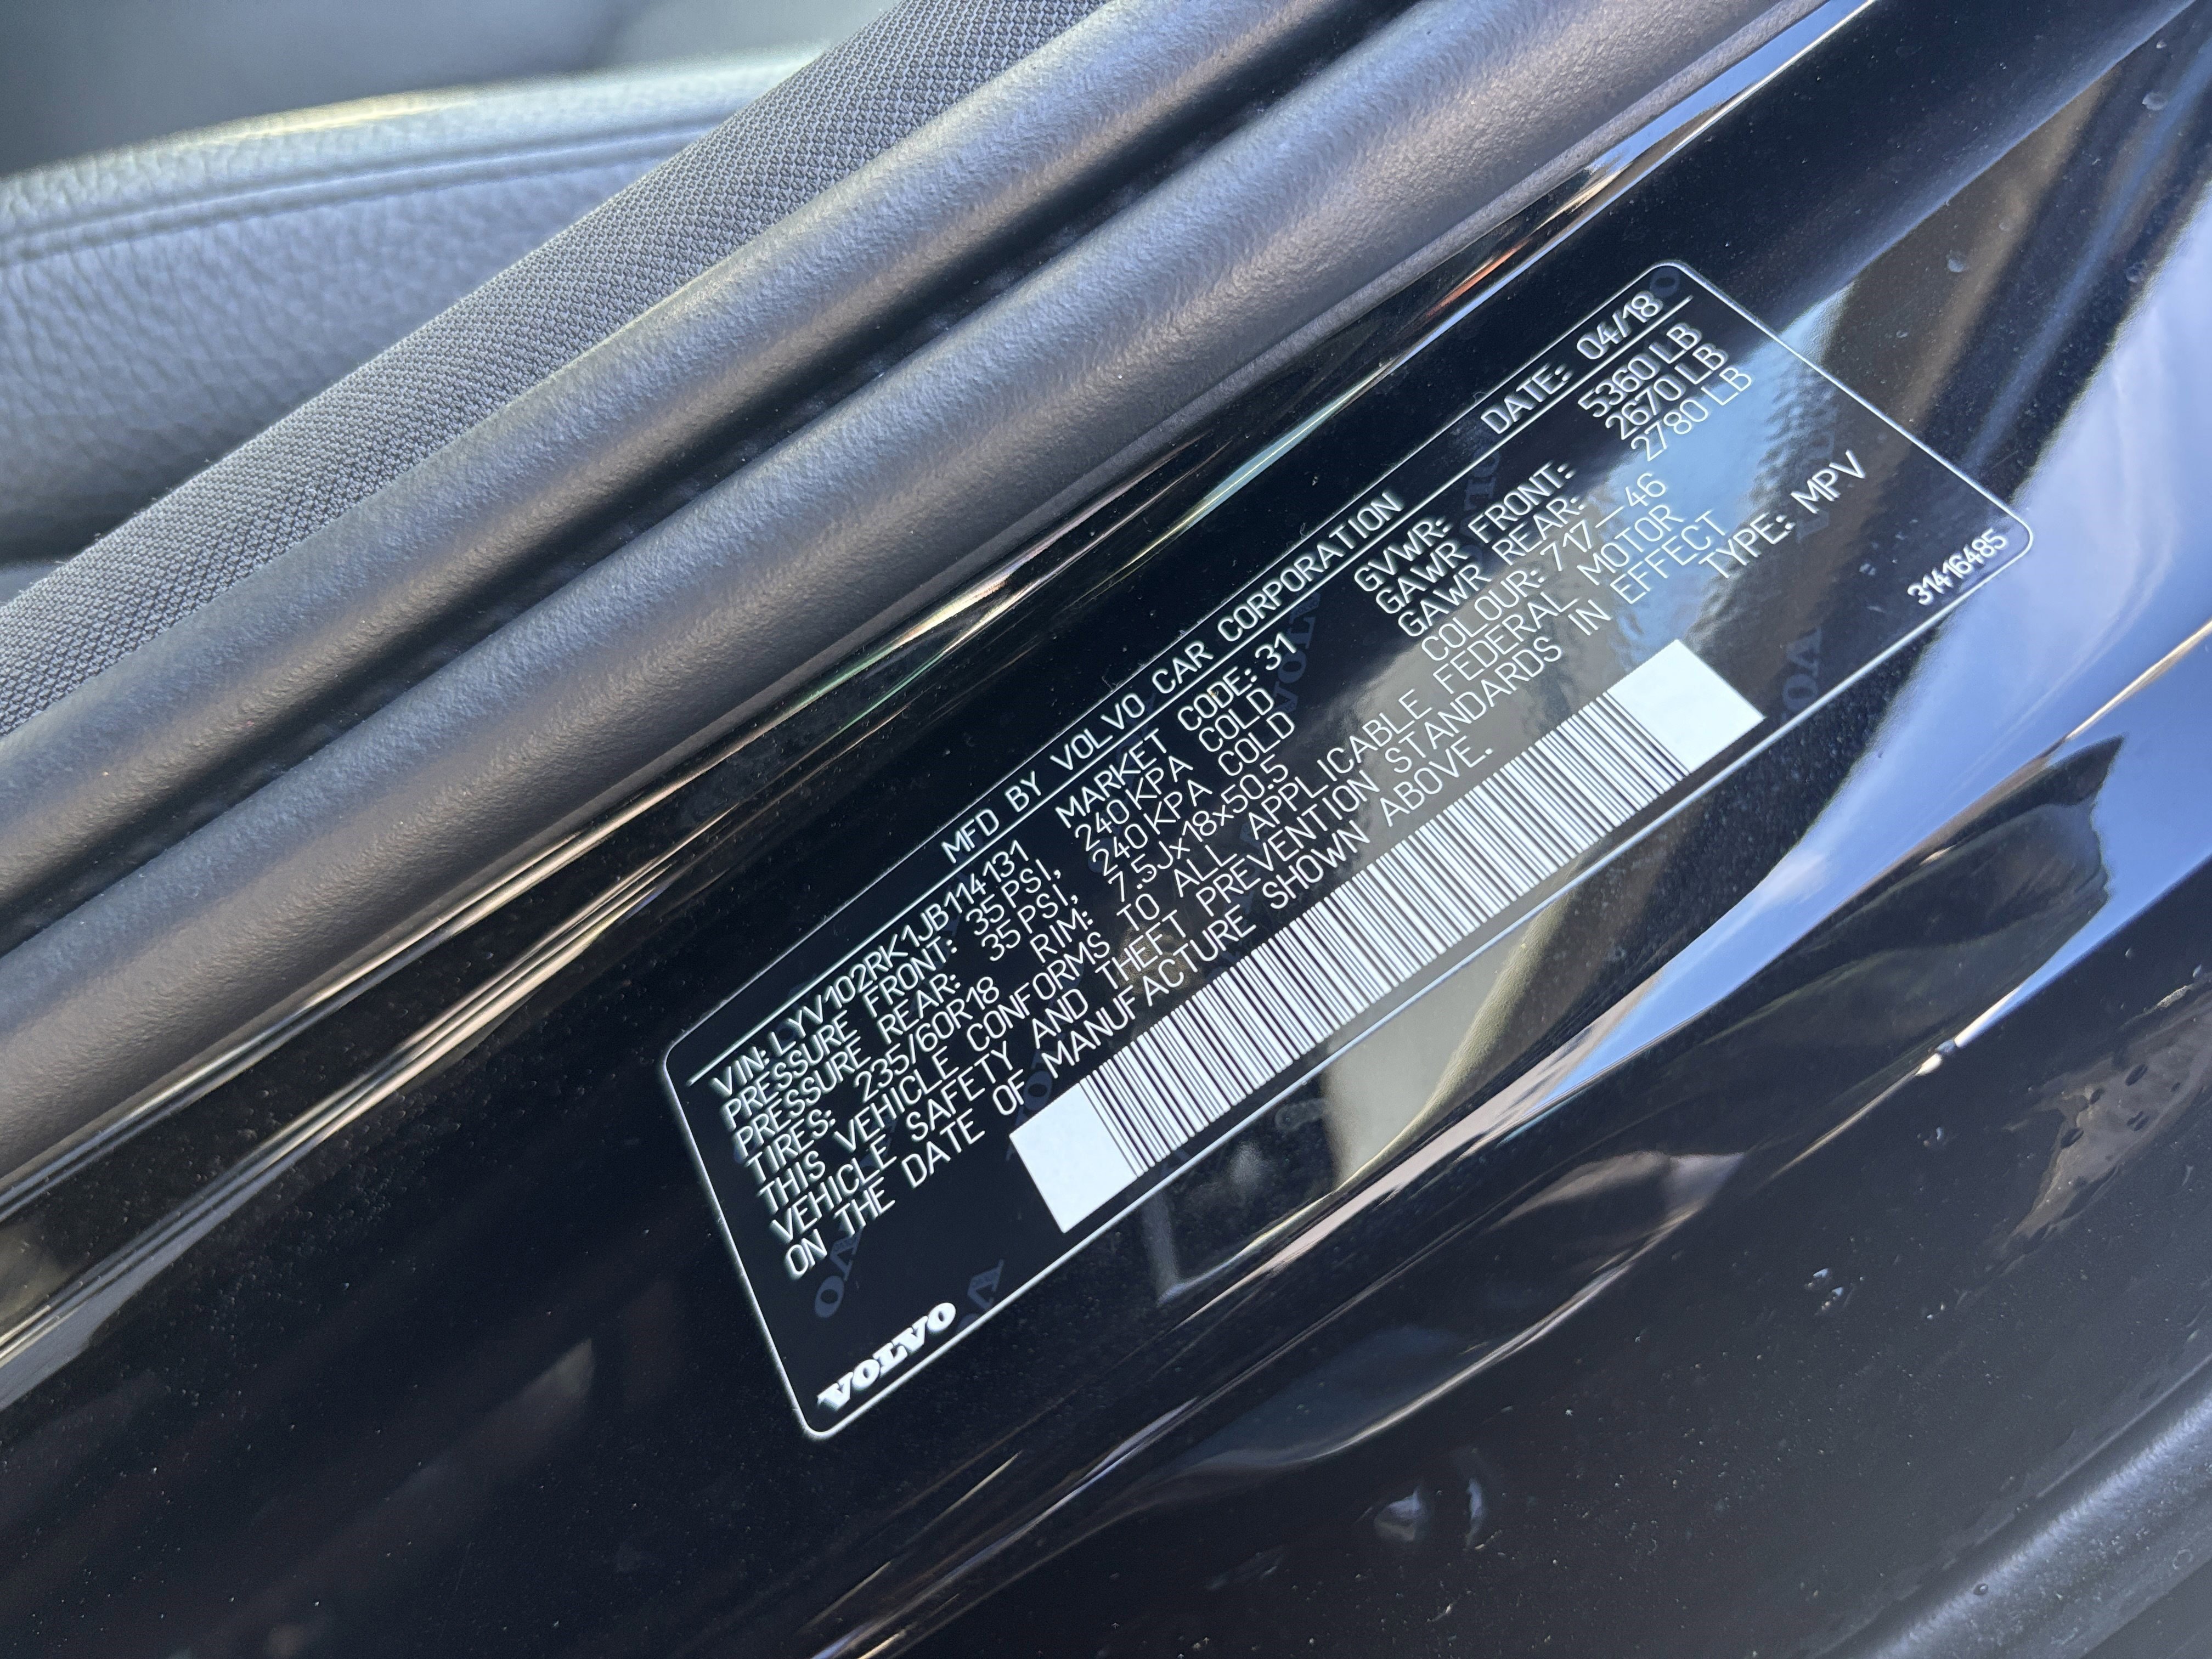 MFD BY VOLVO CAR CORPORATION DATE: 04/18
VIN: LYV102RK1JB114131 MARKET CODE: 31 GVWR: 5360 LB
PRESSURE FRONT: 35 PSI, 240 KPA COLD GAWR FRONT: 2670 LB
PRESSURE REAR: 35 PSI, 240 KPA COLD GAWR REAR: 2780 LB
TIRES: 235/60R18 RIM: 7.5Jx18x50.5 COLOUR: 717-46
THIS VEHICLE CONFORMS TO ALL APPLICABLE FEDERAL MOTOR
VEHICLE SAFETY AND THEFT PREVENTION STANDARDS IN EFFECT
ON THE DATE OF MANUFACTURE SHOWN ABOVE. TYPE: MPV
VOLVO 31416485